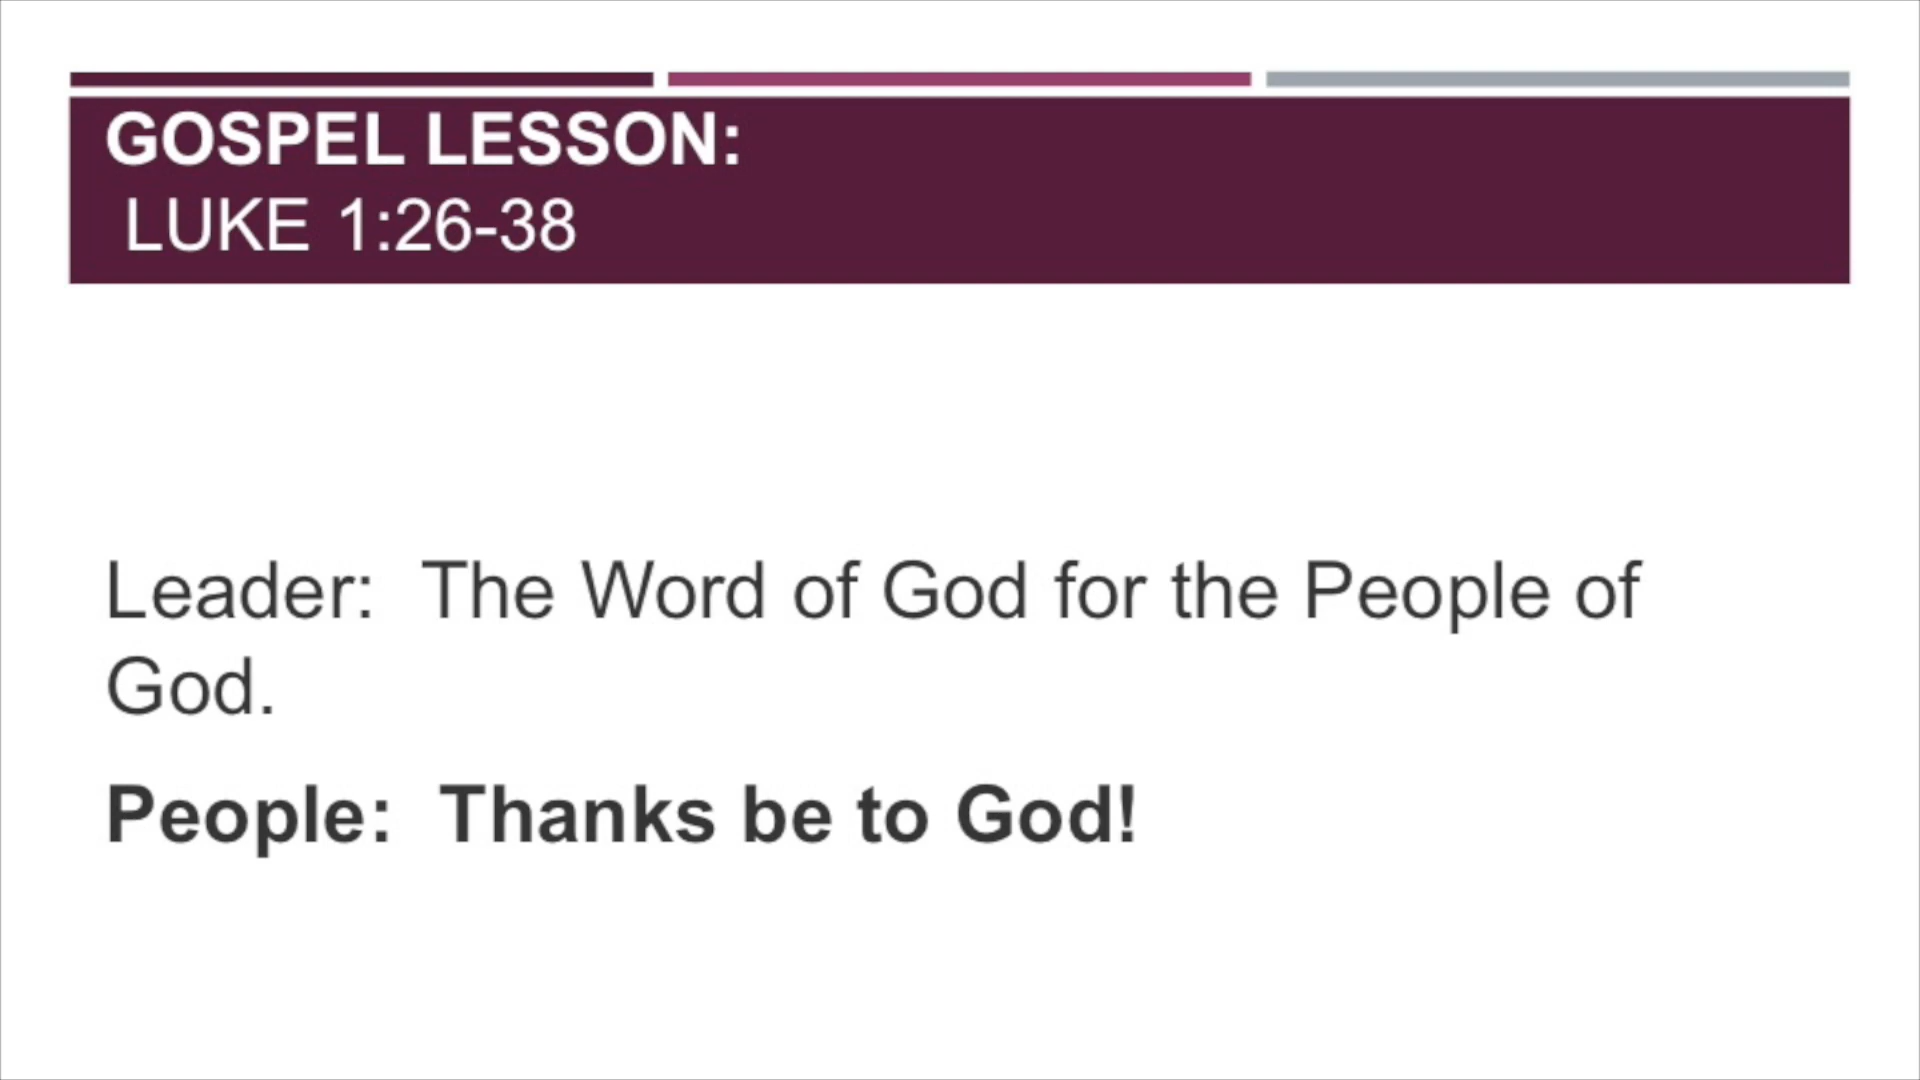 GOSPEL LESSON:
LUKE 1:26-38
Leader: The Word of God for the People of
God.
People: Thanks be to God!